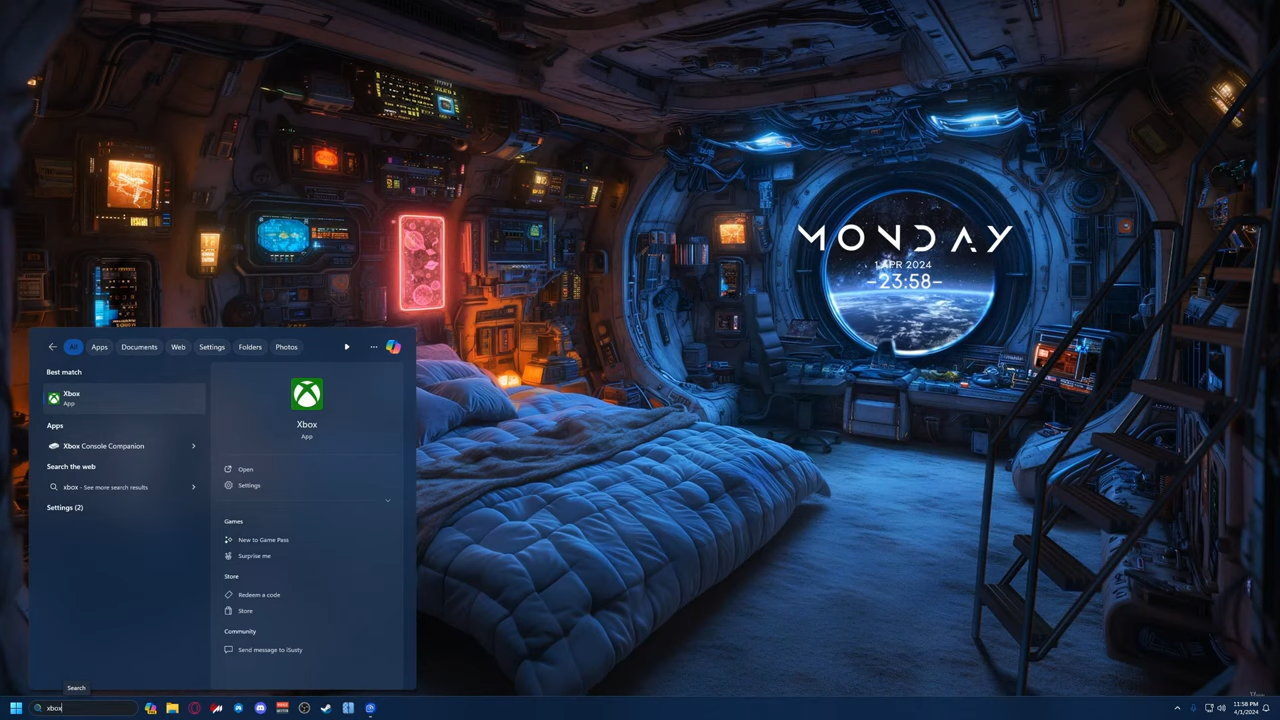 MONDAY
1 APR 2024
-23:58-
All
Apps
Documents
Web
Settings
Folders
Photos
Best match
Xbox
App
Apps
Xbox Console Companion
Search the web
xbox - See more search results
Settings (2)
Xbox
App
Open
Settings
Games
New to Game Pass
Surprise me
Store
Redeem a code
Store
Community
Send message to iSusty
Search
xbox
11:58 PM
4/1/2024